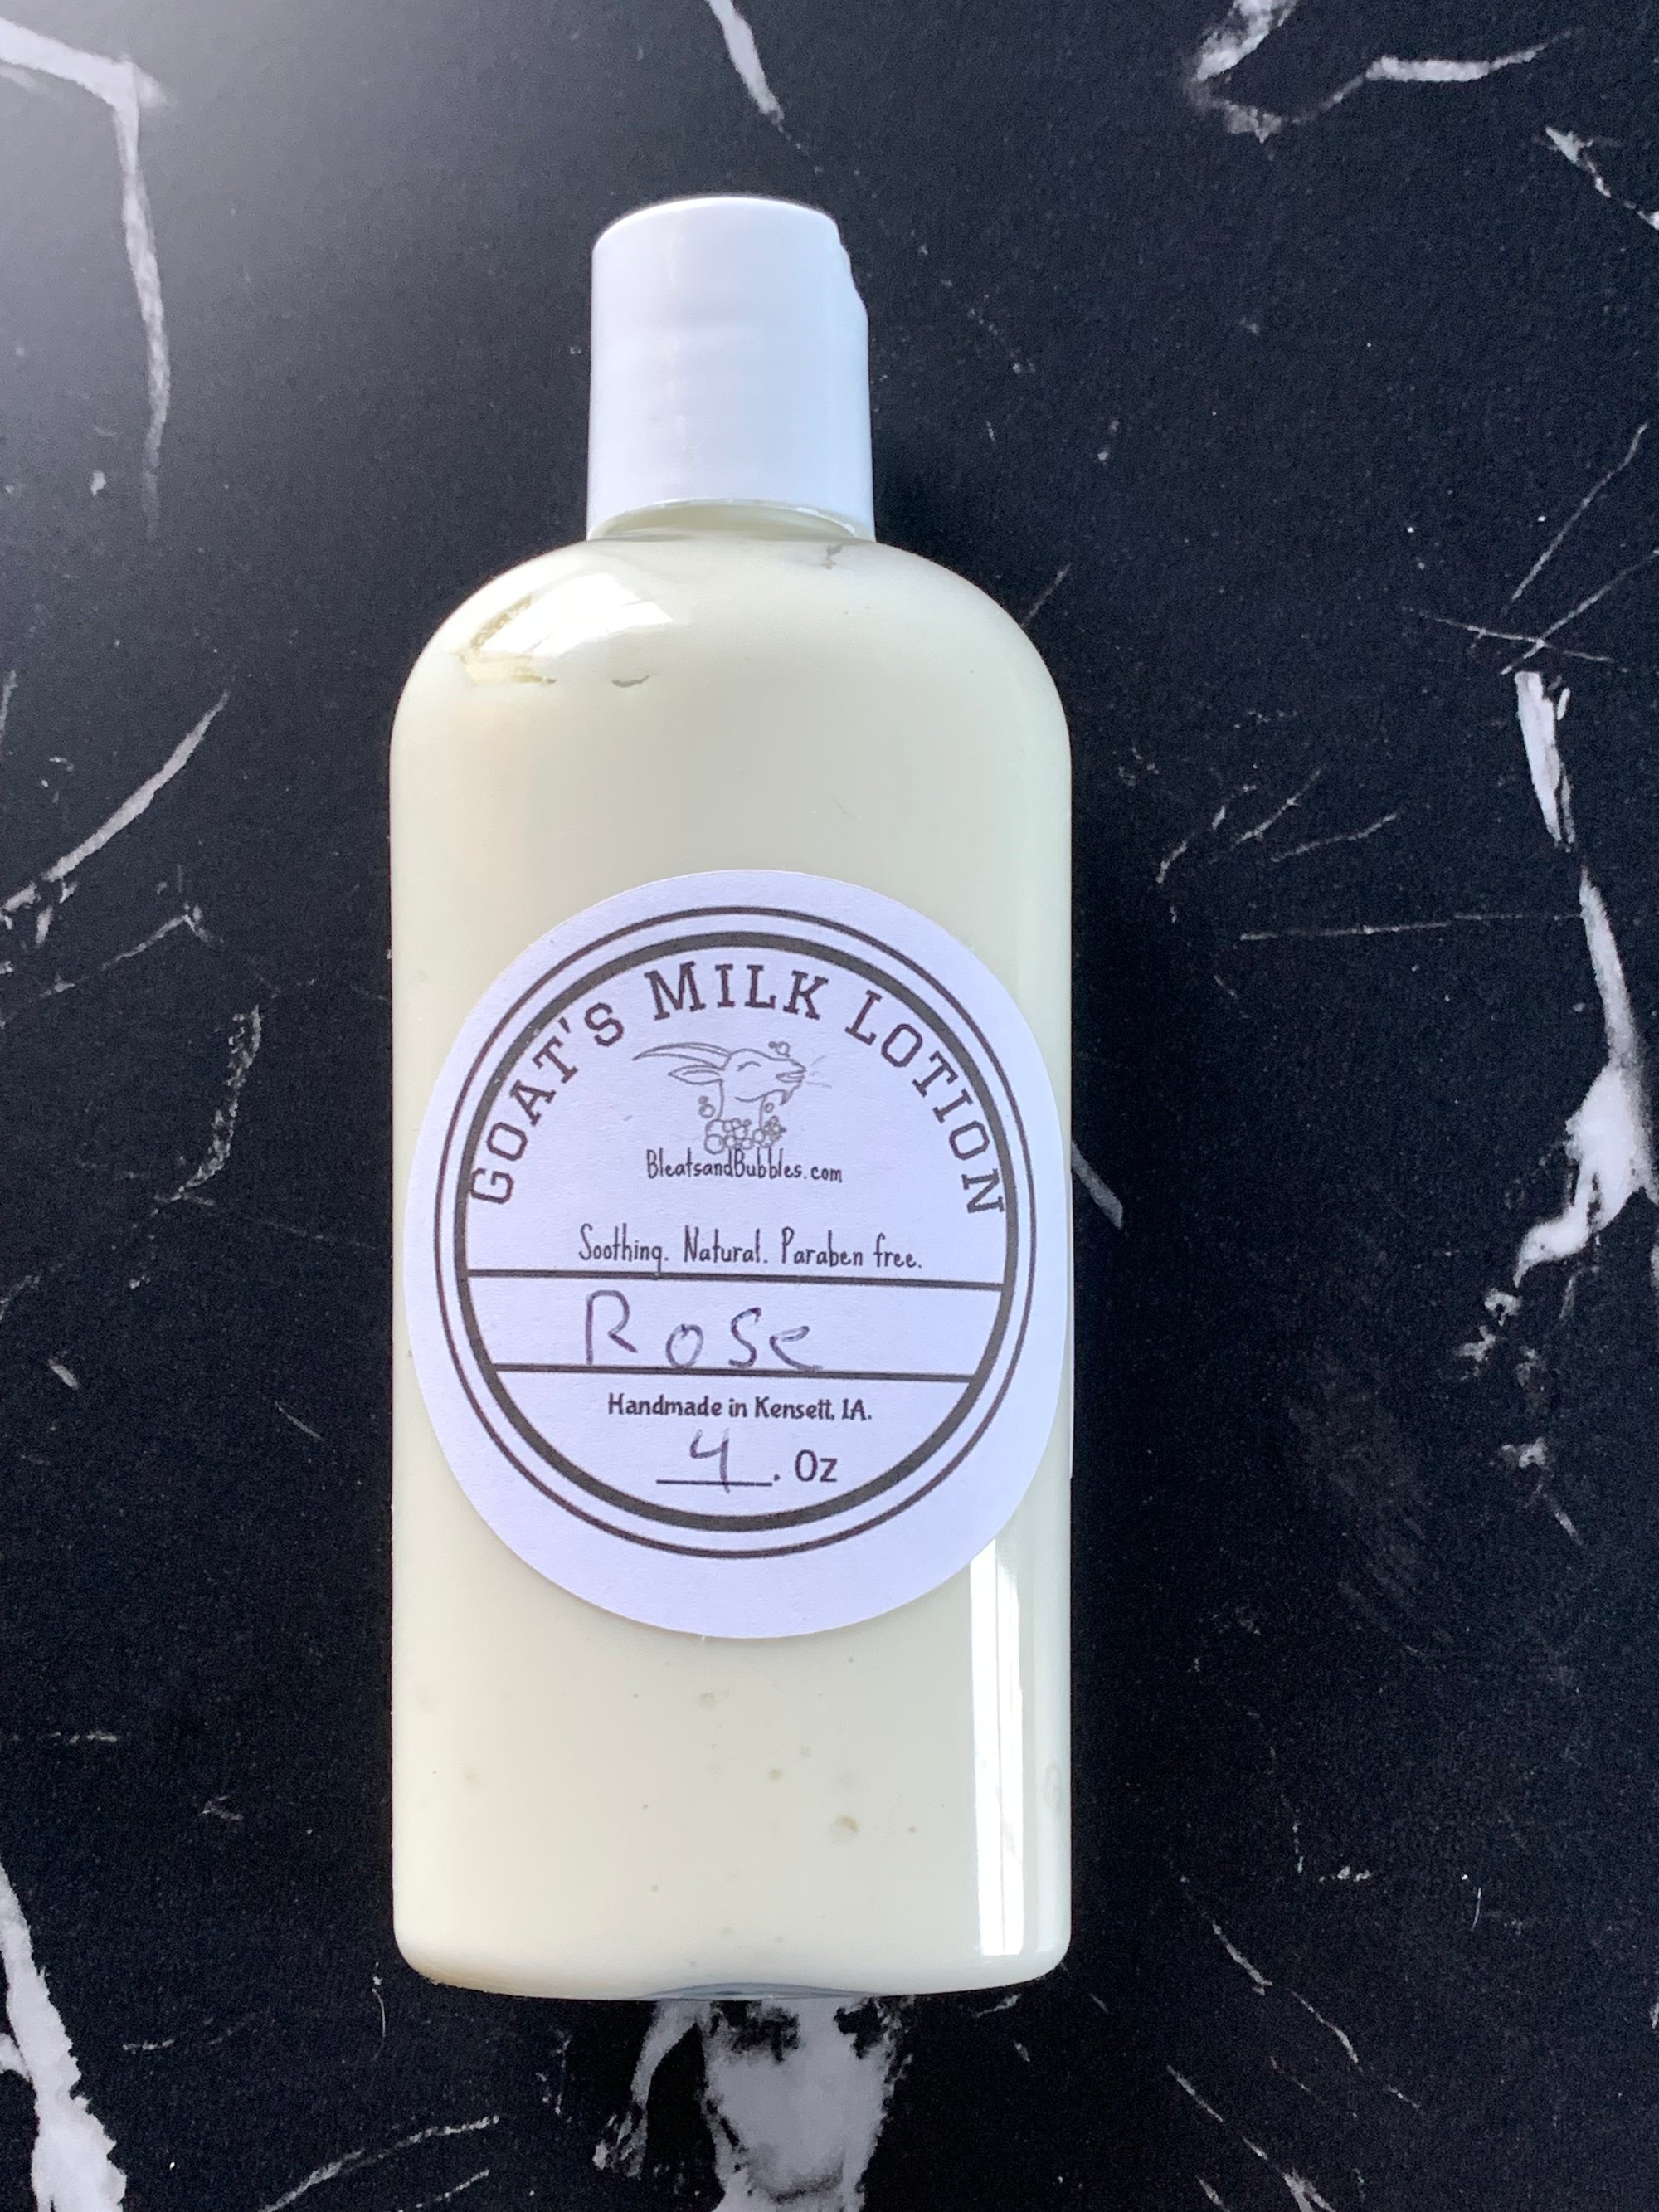 GOAT'S MILK LOTION
BleatsandBubbles.com
Soothing. Natural. Paraben free.
Rose
Handmade in Kensett, IA.
4. Oz